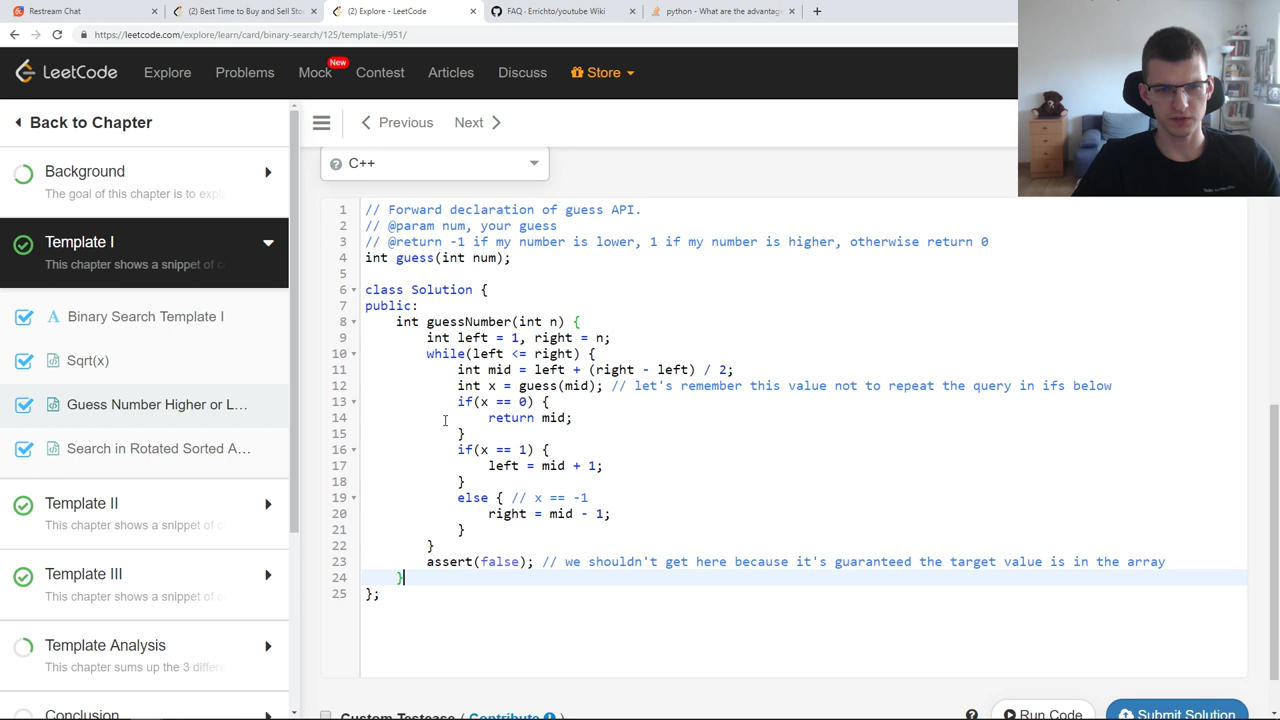 Restream Chat
(2) Best Time to Buy and Sell Sto
(2) Explore - LeetCode
FAQ · Errichto/youtube Wiki
python - What are the advantag
https://leetcode.com/explore/learn/card/binary-search/125/template-i/951/
LeetCode
Explore
Problems
Mock
New
Contest
Articles
Discuss
Store
Back to Chapter
Previous
Next
Background
The goal of this chapter is to expl
Template I
This chapter shows a snippet of c
A Binary Search Template I
Sqrt(x)
Guess Number Higher or L...
Search in Rotated Sorted A...
Template II
This chapter shows a snippet of c
Template III
This chapter shows a snippet of c
Template Analysis
This chapter sums up the 3 differe
Conclusion
C++
1 // Forward declaration of guess API.
2 // @param num, your guess
3 // @return -1 if my number is lower, 1 if my number is higher, otherwise return 0
4 int guess(int num);
5
6 class Solution {
7 public:
8 int guessNumber(int n) {
9 int left = 1, right = n;
10 while(left <= right) {
11 int mid = left + (right - left) / 2;
12 int x = guess(mid); // let's remember this value not to repeat the query in ifs below
13 if(x == 0) {
14 return mid;
15 }
16 if(x == 1) {
17 left = mid + 1;
18 }
19 else { // x == -1
20 right = mid - 1;
21 }
22 }
23 assert(false); // we shouldn't get here because it's guaranteed the target value is in the array
24 }
25 };
Custom Testcase ( Contribute )
Run Code
Submit Solution